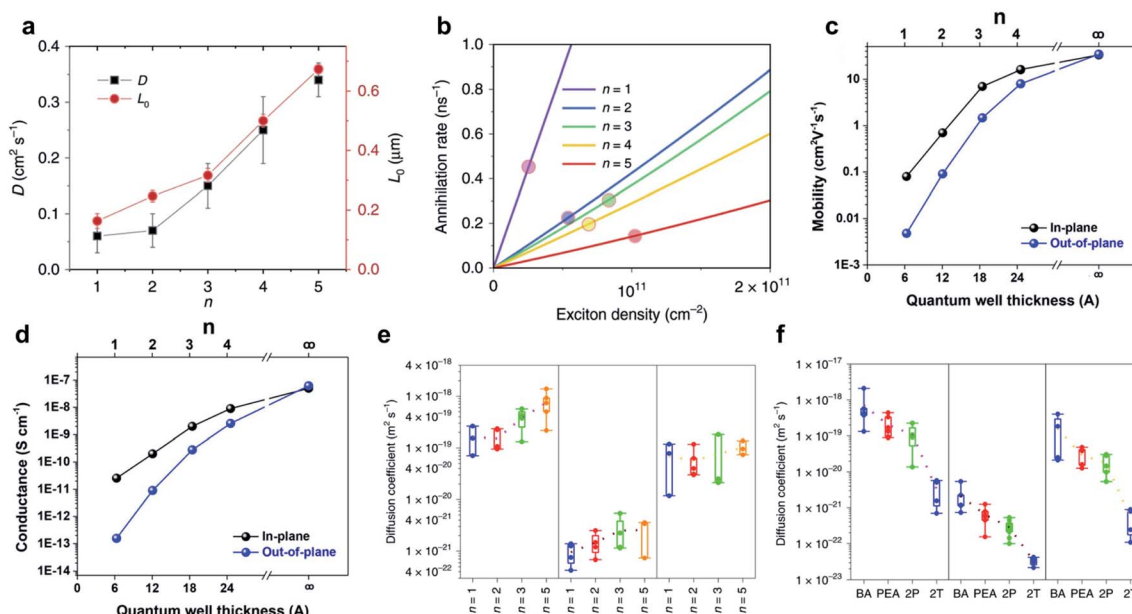 a
0.4
0.3
0.2
0.1
0.0
D (cm² s⁻¹)
D
L₀
0.6
0.4
0.2
0.0
L₀ (µm)
1 2 3 4 5
n
b
1.0
0.8
0.6
0.4
0.2
0
Annihilation rate (ns⁻¹)
n = 1
n = 2
n = 3
n = 4
n = 5
0 10¹¹ 2 × 10¹¹
Exciton density (cm⁻²)
c
n
1 2 3 4 ∞
10
1
0.1
0.01
1E-3
Mobility (cm²V⁻¹s⁻¹)
In-plane
Out-of-plane
0 6 12 18 24 ∞
Quantum well thickness (A)
d
n
1 2 3 4 ∞
1E-7
1E-8
1E-9
1E-10
1E-11
1E-12
1E-13
1E-14
Conductance (S cm⁻¹)
In-plane
Out-of-plane
0 6 12 18 24 ∞
Quantum well thickness (A)
e
4 × 10⁻¹⁸
1 × 10⁻¹⁸
4 × 10⁻¹⁹
1 × 10⁻¹⁹
4 × 10⁻²⁰
1 × 10⁻²⁰
4 × 10⁻²¹
1 × 10⁻²¹
4 × 10⁻²²
Diffusion coefficient (m² s⁻¹)
n = 1
n = 2
n = 3
n = 5
n = 1
n = 2
n = 3
n = 5
n = 1
n = 2
n = 3
n = 5
f
1 × 10⁻¹⁷
1 × 10⁻¹⁸
1 × 10⁻¹⁹
1 × 10⁻²⁰
1 × 10⁻²¹
1 × 10⁻²²
1 × 10⁻²³
Diffusion coefficient (m² s⁻¹)
BA PEA 2P 2T BA PEA 2P 2T BA PEA 2P 2T